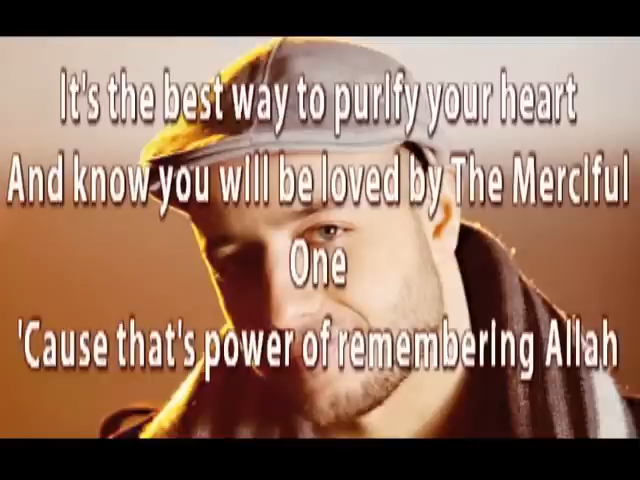 It's the best way to purify your heart
And know you will be loved by The Merciful
One
'Cause that's power of remembering Allah